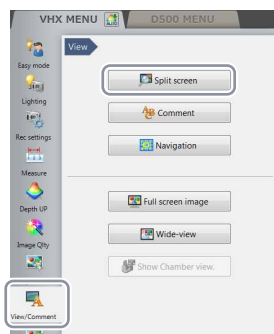 VHX MENU
DS00 MENU
View
Easy mode
Split screen
Lighting
Comment
Rec settings
Navigation
Measure
Depth UP
Full screen image
Image Qlty
Wide-view
Show Chamber view.
View/Comment